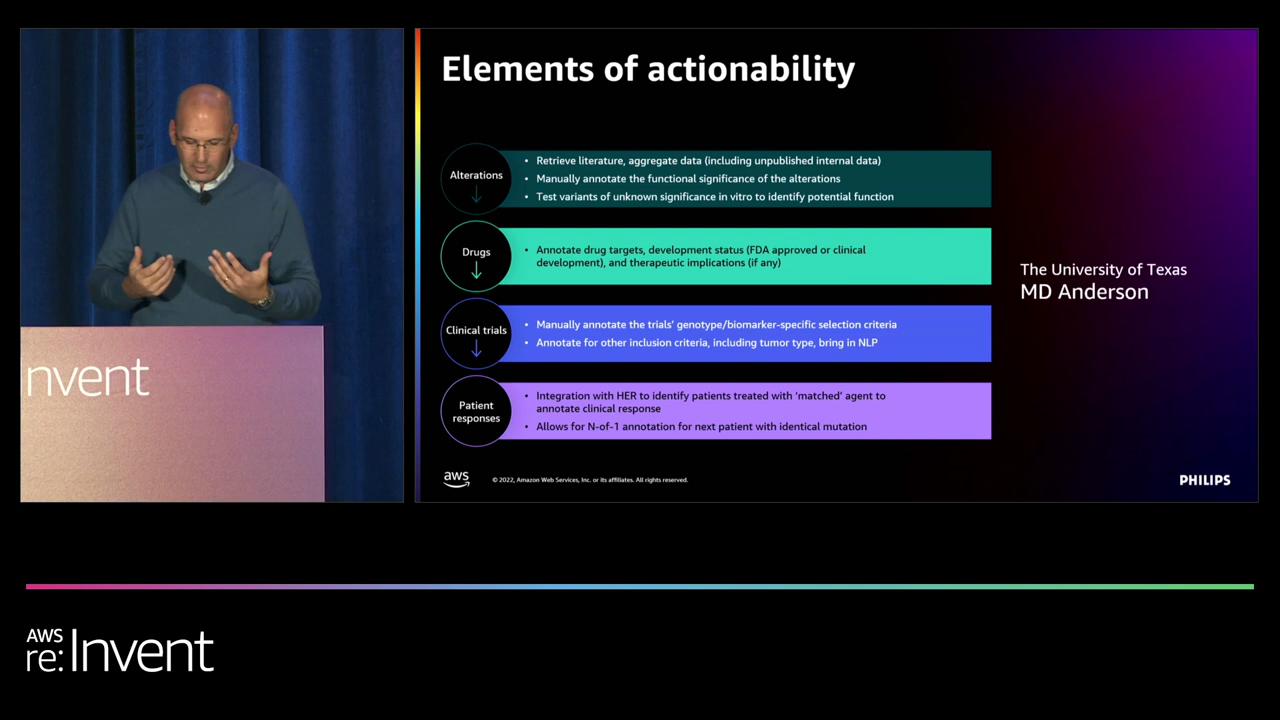 Elements of actionability
Alterations
• Retrieve literature, aggregate data (including unpublished internal data)
• Manually annotate the functional significance of the alterations
• Test variants of unknown significance in vitro to identify potential function
Drugs
• Annotate drug targets, development status (FDA approved or clinical
development), and therapeutic implications (if any)
Clinical trials
• Manually annotate the trials' genotype/biomarker-specific selection criteria
• Annotate for other inclusion criteria, including tumor type, bring in NLP
Patient
responses
• Integration with HER to identify patients treated with 'matched' agent to
annotate clinical response
• Allows for N-of-1 annotation for next patient with identical mutation
The University of Texas
MD Anderson
aws
© 2022, Amazon Web Services, Inc. or its affiliates. All rights reserved.
PHILIPS
nvent
AWS
re:Invent